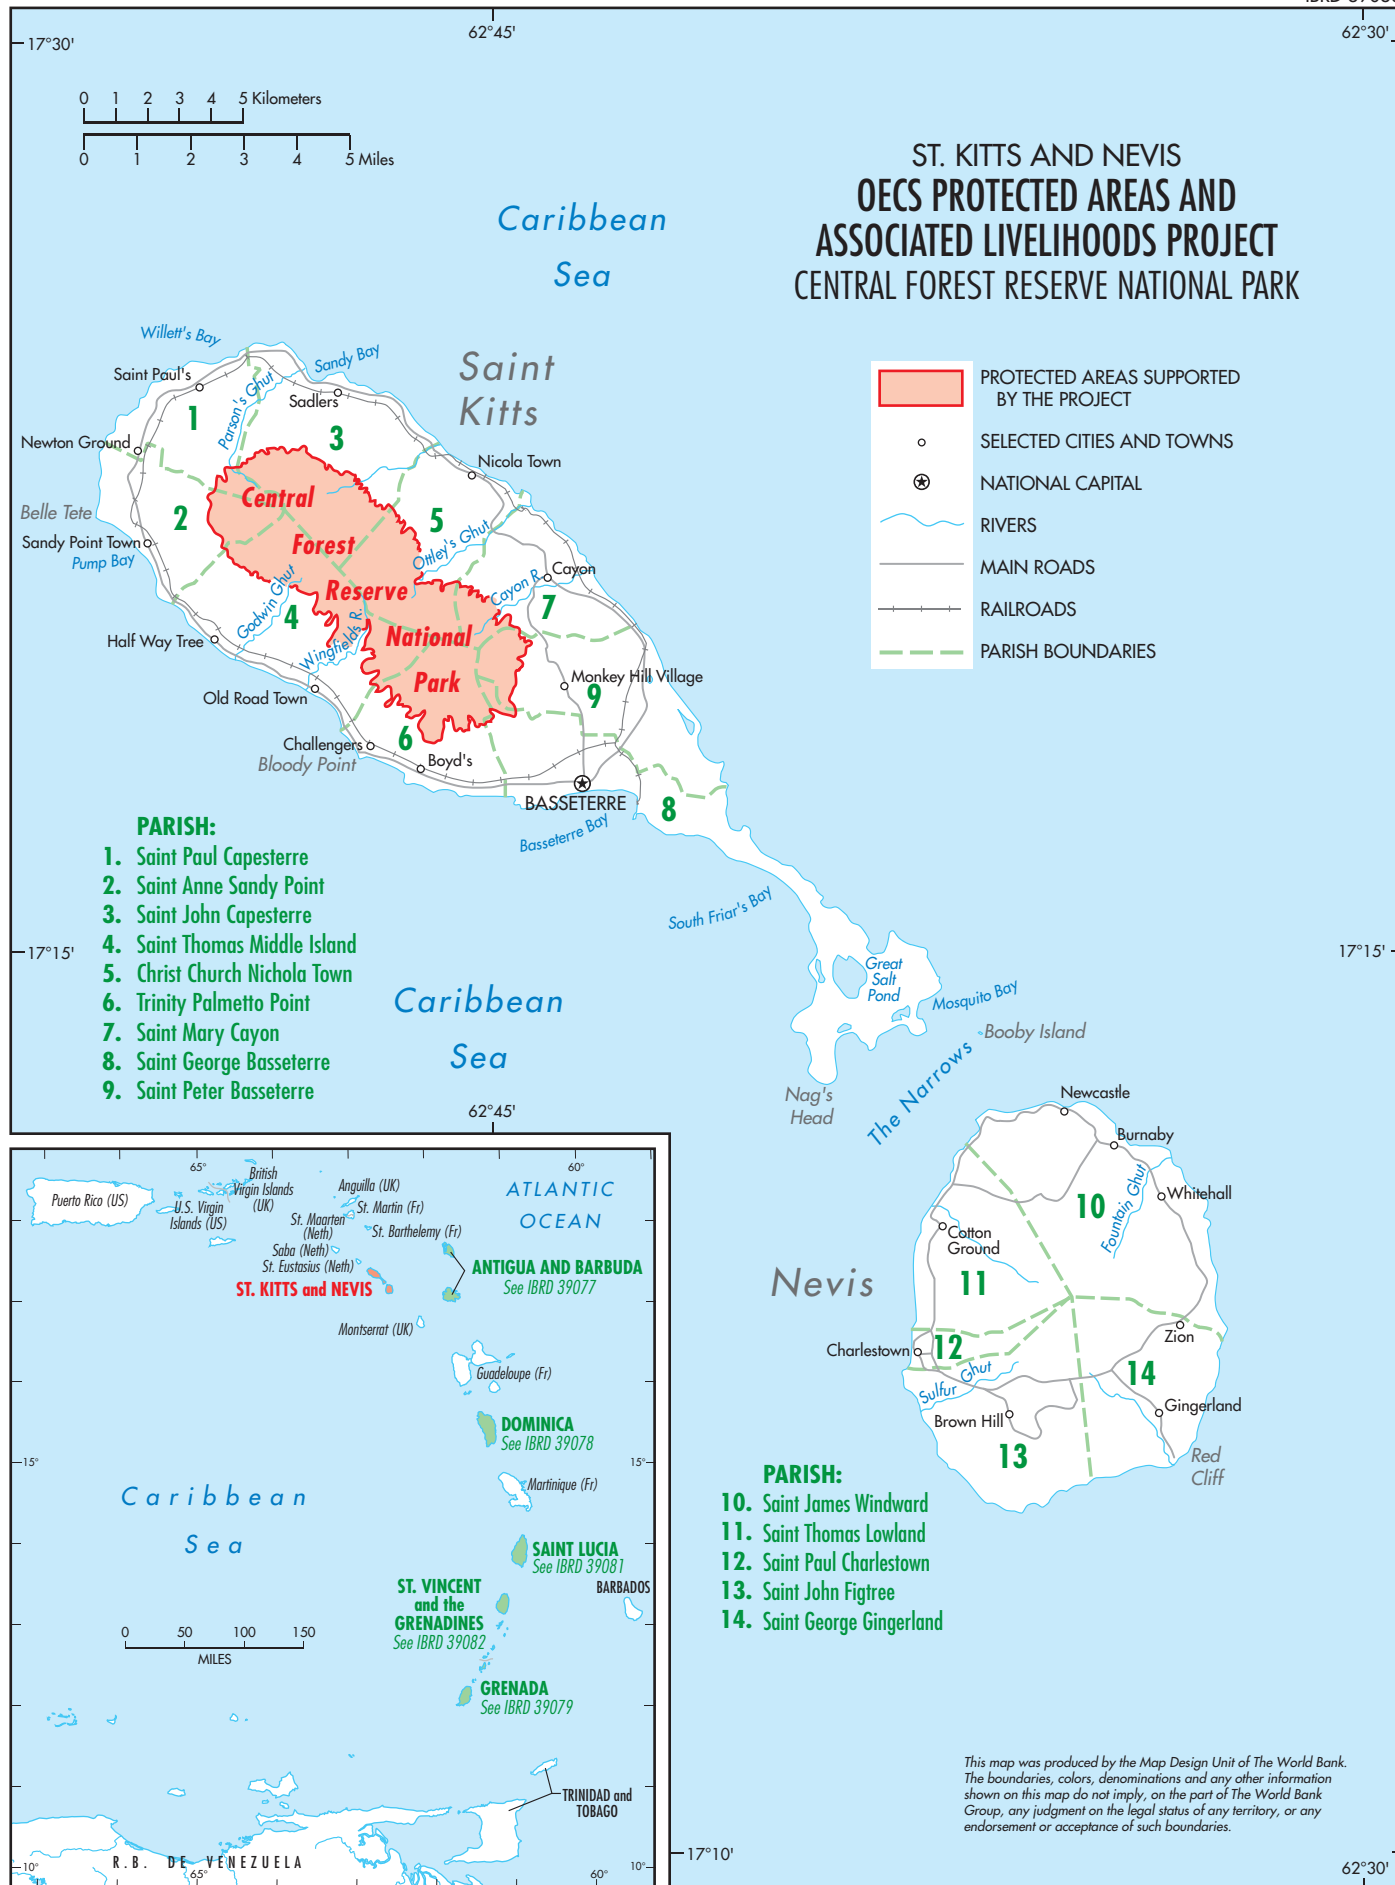 62°45'
62°30'
17°30'
0 1 2 3 4 5 Kilometers
0 1 2 3 4 5 Miles
ST. KITTS AND NEVIS
OECS PROTECTED AREAS AND
ASSOCIATED LIVELIHOODS PROJECT
CENTRAL FOREST RESERVE NATIONAL PARK
Caribbean
Sea
PROTECTED AREAS SUPPORTED
BY THE PROJECT
SELECTED CITIES AND TOWNS
NATIONAL CAPITAL
RIVERS
MAIN ROADS
RAILROADS
PARISH BOUNDARIES
Saint
Kitts
Willett's Bay
Sandy Bay
Saint Paul's
Parson's Ghut
Sadlers
1
3
Newton Ground
Nicola Town
Central
Forest
Reserve
National
Park
Belle Tete
2
5
Sandy Point Town
Pump Bay
Ottley's Ghut
Cayon
Cayon R.
Godwin Ghut
4
7
Half Way Tree
Wingfields R.
Monkey Hill Village
9
Old Road Town
Challengers
6
Bloody Point
Boyd's
BASSETERRE
8
Basseterre Bay
PARISH:
1. Saint Paul Capesterre
2. Saint Anne Sandy Point
3. Saint John Capesterre
4. Saint Thomas Middle Island
5. Christ Church Nichola Town
6. Trinity Palmetto Point
7. Saint Mary Cayon
8. Saint George Basseterre
9. Saint Peter Basseterre
South Friar's Bay
17°15'
17°15'
Great
Salt
Pond
Mosquito Bay
Caribbean
Sea
Booby Island
The Narrows
Nag's
Head
62°45'
Newcastle
Burnaby
Whitehall
10
Fountain Ghut
Cotton
Ground
Nevis
11
Zion
Charlestown
12
14
Sulfur Ghut
Gingerland
Brown Hill
13
Red
Cliff
PARISH:
10. Saint James Windward
11. Saint Thomas Lowland
12. Saint Paul Charlestown
13. Saint John Figtree
14. Saint George Gingerland
65°
60°
Puerto Rico (US)
British
Virgin Islands
(UK)
U.S. Virgin
Islands (US)
Anguilla (UK)
St. Martin (Fr)
St. Maarten
(Neth)
St. Barthelemy (Fr)
Saba (Neth)
St. Eustasius (Neth)
ATLANTIC
OCEAN
ANTIGUA AND BARBUDA
See IBRD 39077
ST. KITTS and NEVIS
Montserrat (UK)
Guadeloupe (Fr)
DOMINICA
See IBRD 39078
15°
15°
Martinique (Fr)
Caribbean
Sea
SAINT LUCIA
See IBRD 39081
ST. VINCENT
and the
GRENADINES
See IBRD 39082
BARBADOS
0 50 100 150
MILES
GRENADA
See IBRD 39079
TRINIDAD and
TOBAGO
R.B. DE VENEZUELA
10°
65°
60°
10°
This map was produced by the Map Design Unit of The World Bank.
The boundaries, colors, denominations and any other information
shown on this map do not imply, on the part of The World Bank
Group, any judgment on the legal status of any territory, or any
endorsement or acceptance of such boundaries.
17°10'
62°30'